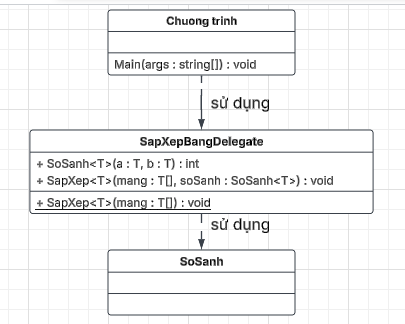 Chuong trinh
Main(args : string[]) : void
sử dụng
SapXepBangDelegate
+ SoSanh<T>(a : T, b : T) : int
+ SapXep<T>(mang : T[], soSanh : SoSanh<T>) : void
+ SapXep<T>(mang : T[]) : void
sử dụng
SoSanh